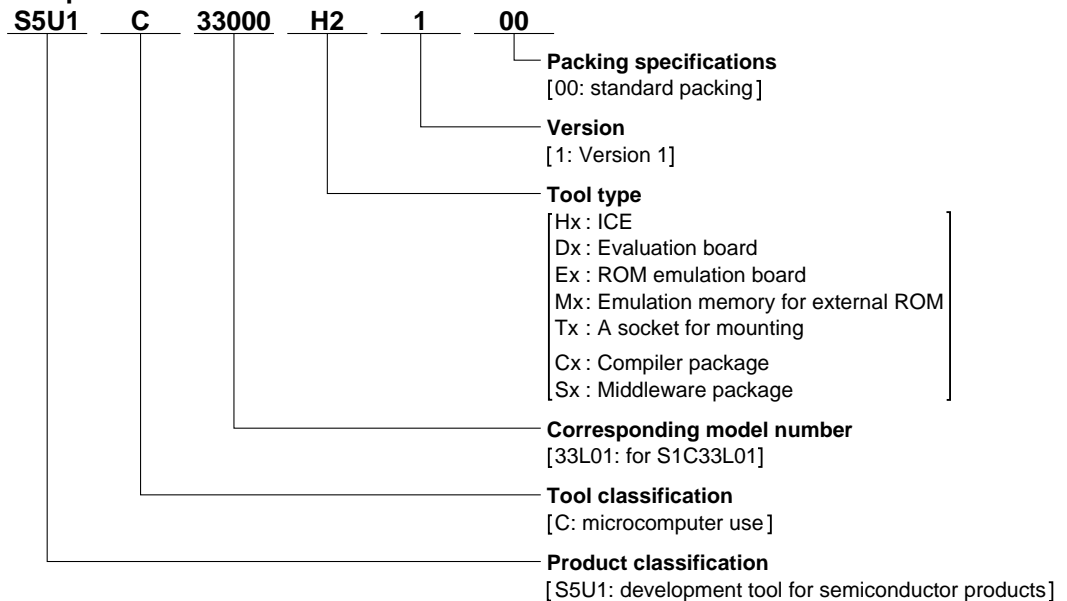 S5U1 C 33000 H2 1 00
Packing specifications
[00: standard packing]
Version
[1: Version 1]
Tool type
Hx : ICE
Dx : Evaluation board
Ex : ROM emulation board
Mx : Emulation memory for external ROM
Tx : A socket for mounting
Cx : Compiler package
Sx : Middleware package
Corresponding model number
[33L01: for S1C33L01]
Tool classification
[C: microcomputer use]
Product classification
[S5U1: development tool for semiconductor products]